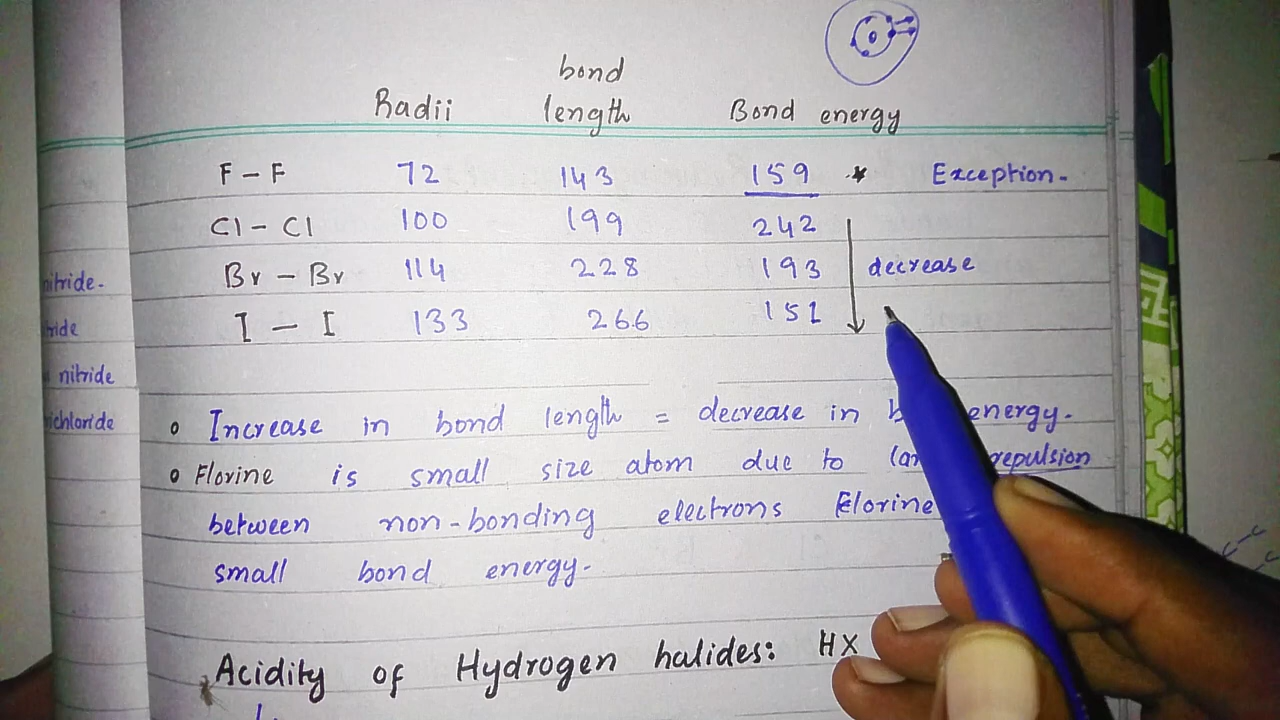 bond
Radii length Bond energy
F - F 72 143 159 * Exception.
Cl - Cl 100 199 242
Br - Br 114 228 193 decrease
I - I 133 266 151
nitride.
nitride
chloride
Increase in bond length = decrease in energy.
Florine is small size atom due to repulsion
between non-bonding electrons Florine
small bond energy.
Acidity of Hydrogen halides: HX